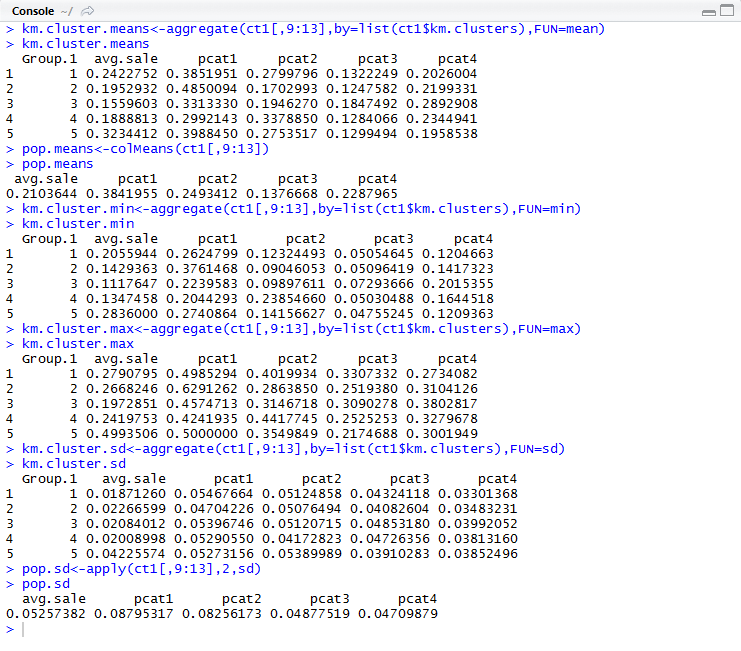 Console ~/
> km.cluster.means<-aggregate(ct1[,9:13],by=list(ct1$km.clusters),FUN=mean)
> km.cluster.means
  Group.1  avg.sale     pcat1     pcat2     pcat3     pcat4
1       1 0.2422752 0.3851951 0.2799796 0.1322249 0.2026004
2       2 0.1952932 0.4850094 0.1702993 0.1247582 0.2199331
3       3 0.1559603 0.3313330 0.1946270 0.1847492 0.2892908
4       4 0.1888813 0.2992143 0.3378850 0.1284066 0.2344941
5       5 0.3234412 0.3988450 0.2753517 0.1299494 0.1958538
> pop.means<-colMeans(ct1[,9:13])
> pop.means
 avg.sale     pcat1     pcat2     pcat3     pcat4
0.2103644 0.3841955 0.2493412 0.1376668 0.2287965
> km.cluster.min<-aggregate(ct1[,9:13],by=list(ct1$km.clusters),FUN=min)
> km.cluster.min
  Group.1  avg.sale     pcat1      pcat2      pcat3     pcat4
1       1 0.2055944 0.2624799 0.12324493 0.05054645 0.1204663
2       2 0.1429363 0.3761468 0.09046053 0.05096419 0.1417323
3       3 0.1117647 0.2239583 0.09897611 0.07293666 0.2015355
4       4 0.1347458 0.2044293 0.23854660 0.05030488 0.1644518
5       5 0.2836000 0.2740864 0.14156627 0.04755245 0.1209363
> km.cluster.max<-aggregate(ct1[,9:13],by=list(ct1$km.clusters),FUN=max)
> km.cluster.max
  Group.1  avg.sale     pcat1     pcat2     pcat3     pcat4
1       1 0.2790795 0.4985294 0.4019934 0.3307332 0.2734082
2       2 0.2668246 0.6291262 0.2863850 0.2519380 0.3104126
3       3 0.1972851 0.4574713 0.3146718 0.3090278 0.3802817
4       4 0.2419753 0.4241935 0.4417745 0.2525253 0.3279678
5       5 0.4993506 0.5000000 0.3549849 0.2174688 0.3001949
> km.cluster.sd<-aggregate(ct1[,9:13],by=list(ct1$km.clusters),FUN=sd)
> km.cluster.sd
  Group.1   avg.sale      pcat1      pcat2      pcat3      pcat4
1       1 0.01871260 0.05467664 0.05124858 0.04324118 0.03301368
2       2 0.02266599 0.04704226 0.05076494 0.04082604 0.03483231
3       3 0.02084012 0.05396746 0.05120715 0.04853180 0.03992052
4       4 0.02008998 0.05290550 0.04172823 0.04726356 0.03813160
5       5 0.04225574 0.05273156 0.05389989 0.03910283 0.03852496
> pop.sd<-apply(ct1[,9:13],2,sd)
> pop.sd
  avg.sale      pcat1      pcat2      pcat3      pcat4
0.05257382 0.08795317 0.08256173 0.04877519 0.04709879
>